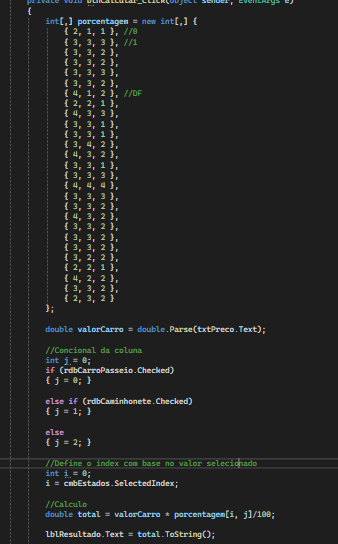 private void btnCalcular_Click(object sender, EventArgs e)
{
int[,] porcentagem = new int[,] {
{ 2, 1, 1 }, //0
{ 3, 3, 3 }, //1
{ 3, 3, 2 },
{ 3, 3, 2 },
{ 3, 3, 3 },
{ 3, 3, 2 },
{ 4, 1, 2 }, //DF
{ 2, 2, 1 },
{ 4, 3, 3 },
{ 3, 3, 1 },
{ 3, 3, 1 },
{ 3, 4, 2 },
{ 4, 3, 2 },
{ 3, 3, 1 },
{ 3, 3, 3 },
{ 4, 4, 4 },
{ 3, 3, 3 },
{ 3, 3, 2 },
{ 4, 3, 2 },
{ 3, 3, 2 },
{ 3, 3, 2 },
{ 3, 3, 2 },
{ 3, 2, 2 },
{ 2, 2, 1 },
{ 4, 2, 2 },
{ 3, 3, 2 },
{ 2, 3, 2 }
};
double valorCarro = double.Parse(txtPreco.Text);
//Concional da coluna
int j = 0;
if (rdbCarroPasseio.Checked)
{ j = 0; }
else if (rdbCaminhonete.Checked)
{ j = 1; }
else
{ j = 2; }
//Define o index com base no valor selecionado
int i = 0;
i = cmbEstados.SelectedIndex;
//Calculo
double total = valorCarro * porcentagem[i, j]/100;
lblResultado.Text = total.ToString();